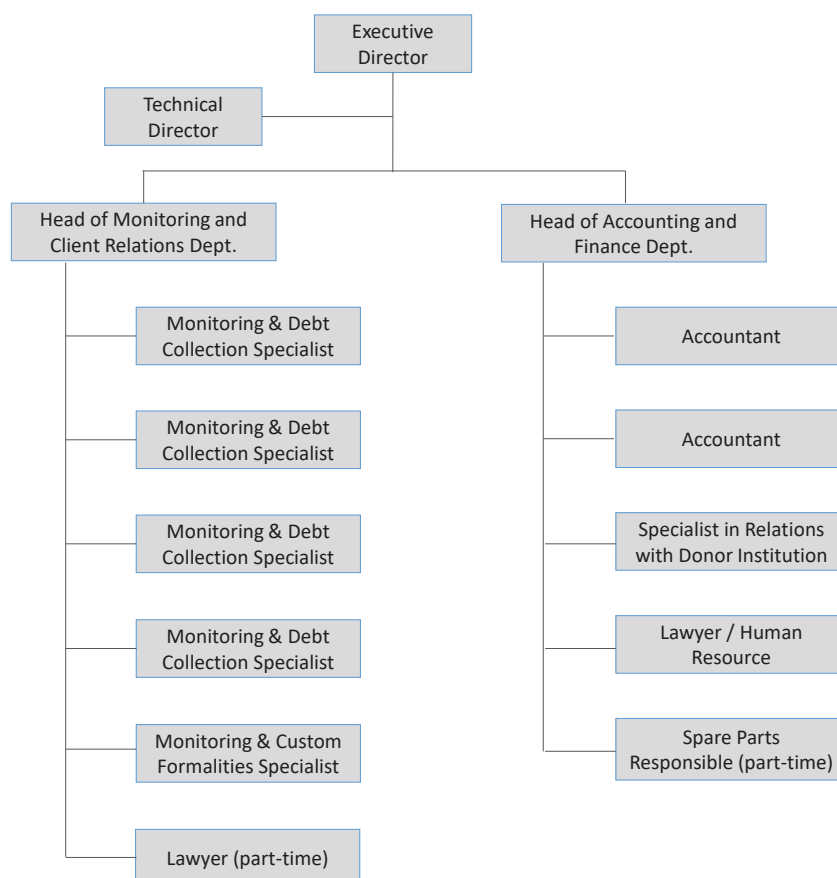 Executive
Director
Technical
Director
Head of Monitoring and
Client Relations Dept.
Monitoring & Debt
Collection Specialist
Monitoring & Debt
Collection Specialist
Monitoring & Debt
Collection Specialist
Monitoring & Debt
Collection Specialist
Monitoring & Custom
Formalities Specialist
Lawyer (part-time)
Head of Accounting and
Finance Dept.
Accountant
Accountant
Specialist in Relations
with Donor Institution
Lawyer / Human
Resource
Spare Parts
Responsible (part-time)